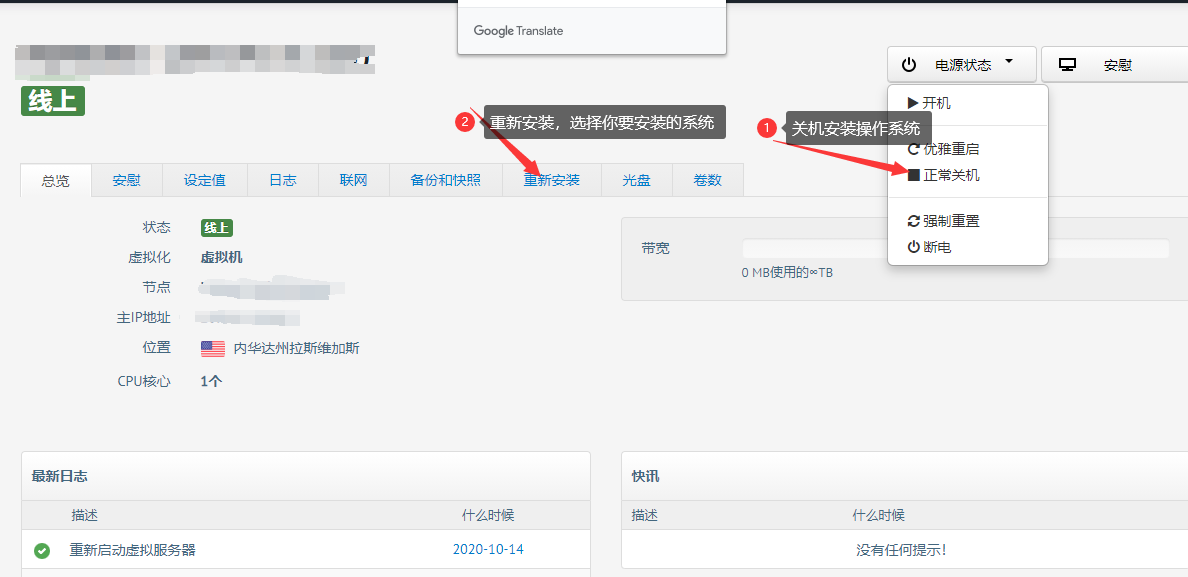 Google Translate
线上
电源状态
安慰
开机
优雅重启
正常关机
强制重置
断电
1
关机安装操作系统
2
重新安装，选择你要安装的系统
总览
安慰
设定值
日志
联网
备份和快照
重新安装
光盘
卷数
状态
线上
虚拟化
虚拟机
节点
主IP地址
位置
内华达州拉斯维加斯
CPU核心
1个
带宽
0 MB使用的∞TB
最新日志
描述
什么时候
重新启动虚拟服务器
2020-10-14
快讯
描述
什么时候
没有任何提示！